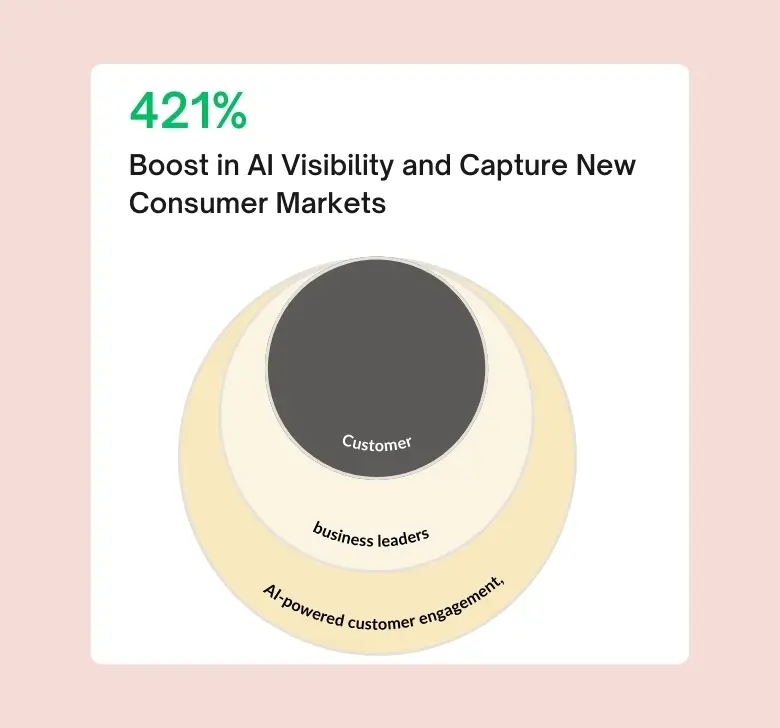 421%
Boost in AI Visibility and Capture New
Consumer Markets
Customer
business leaders
AI-powered customer engagement,